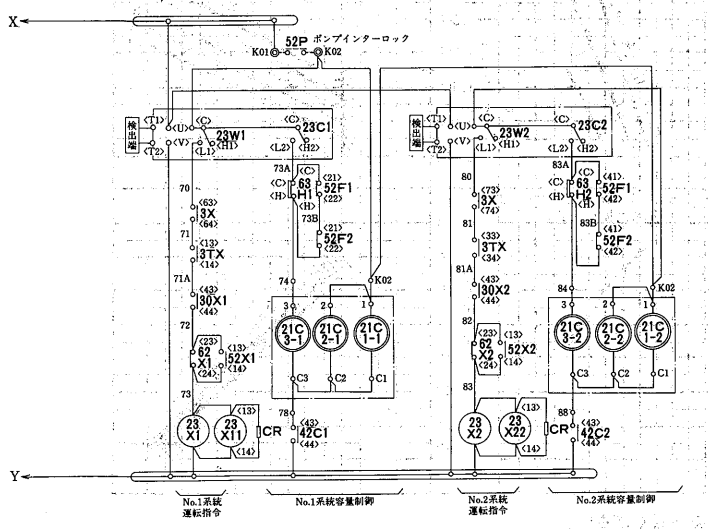 X
52P ポンプインターロック
K01 K02
検出端
<T1>
<T2>
<U>
<V>
<C>
23W1
<L1>
<H1>
<C>
23C1
<L2>
<H2>
検出端
<T1>
<T2>
<U>
<V>
<C>
23W2
<L1>
<H1>
<C>
23C2
<L2>
<H2>
70
<63>
3X
<64>
71
<13>
3TX
<14>
71A
<43>
30X1
<44>
72
<23>
62
X1
<24>
<13>
52X1
<14>
73
23
X1
23
X11
<13>
CR
<14>
73A
<C>
<C>
63
H1
<H>
<H>
73B
<21>
52F1
<22>
<21>
52F2
<22>
74
K02
3
2
1
21C
3-1
21C
2-1
21C
1-1
C3
C2
C1
78
<43>
42C1
<44>
80
<73>
3X
<74>
81
<33>
3TX
<34>
81A
<43>
30X2
<44>
82
<23>
62
X2
<24>
<13>
52X2
<14>
83
23
X2
23
X22
<13>
CR
<14>
83A
<C>
<C>
63
H2
<H>
<H>
83B
<41>
52F1
<42>
<41>
52F2
<42>
84
K02
3
2
1
21C
3-2
21C
2-2
21C
1-2
C3
C2
C1
88
<43>
42C2
<44>
Y
No.1系統
運転指令
No.1系統容量制御
No.2系統
運転指令
No.2系統容量制御